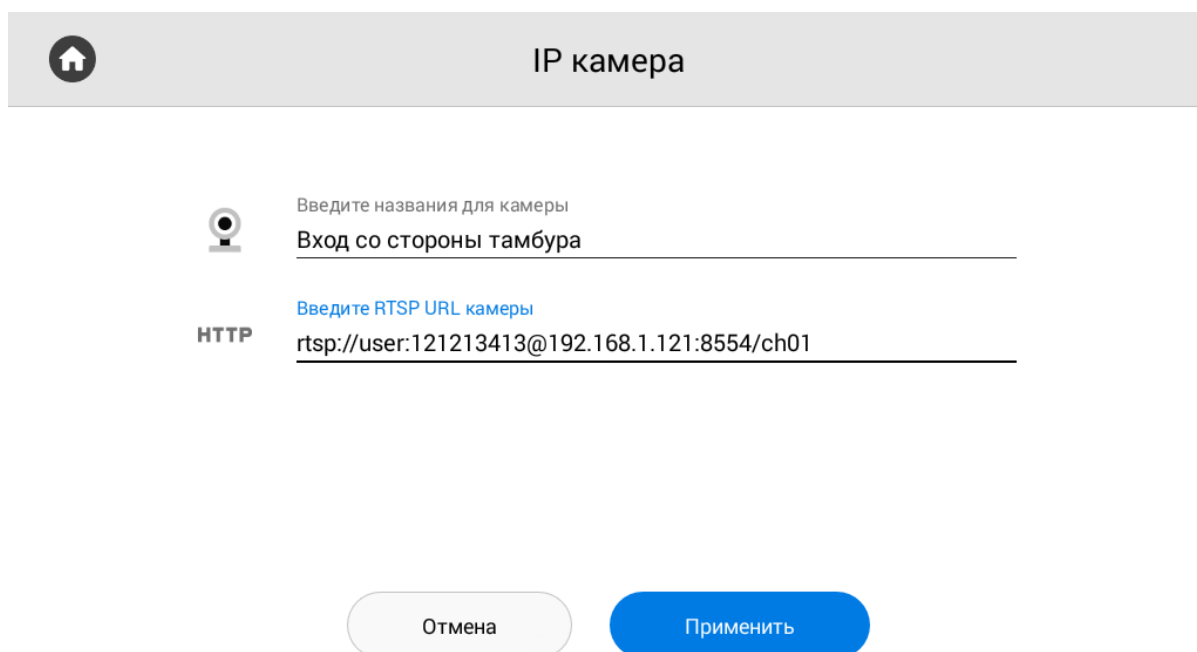 IP камера
Введите названия для камеры
Вход со стороны тамбура
HTTP
Введите RTSP URL камеры
rtsp://user:121213413@192.168.1.121:8554/ch01
Отмена
Применить